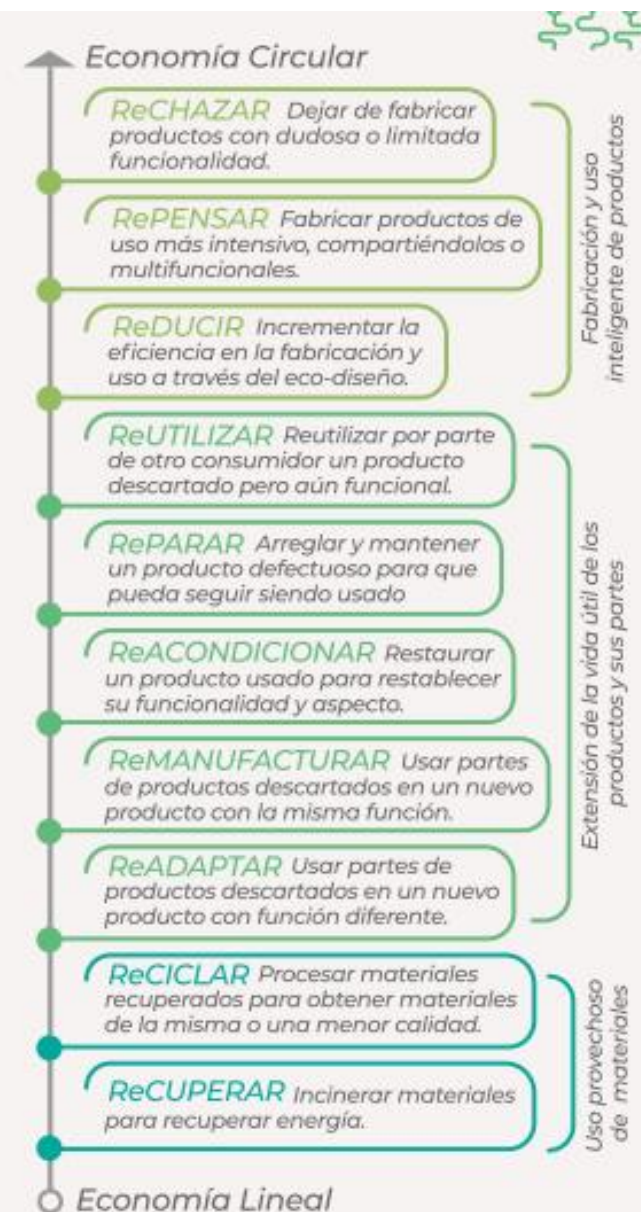 Economía Circular
ReCHAZAR Dejar de fabricar
productos con dudosa o limitada
funcionalidad.
RePENSAR Fabricar productos de
uso más intensivo, compartiéndolos o
multifuncionales.
ReDUCIR Incrementar la
eficiencia en la fabricación y
uso a través del eco-diseño.
Fabricación y uso
inteligente de productos
ReUTILIZAR Reutilizar por parte
de otro consumidor un producto
descartado pero aún funcional.
RePARAR Arreglar y mantener
un producto defectuoso para que
pueda seguir siendo usado
ReACONDICIONAR Restaurar
un producto usado para restablecer
su funcionalidad y aspecto.
ReMANUFACTURAR Usar partes
de productos descartados en un nuevo
producto con la misma función.
ReADAPTAR Usar partes de
productos descartados en un nuevo
producto con función diferente.
Extensión de la vida útil de los
productos y sus partes
ReCICLAR Procesar materiales
recuperados para obtener materiales
de la misma o una menor calidad.
ReCUPERAR Incinerar materiales
para recuperar energía.
Uso provechoso
de materiales
Economía Lineal